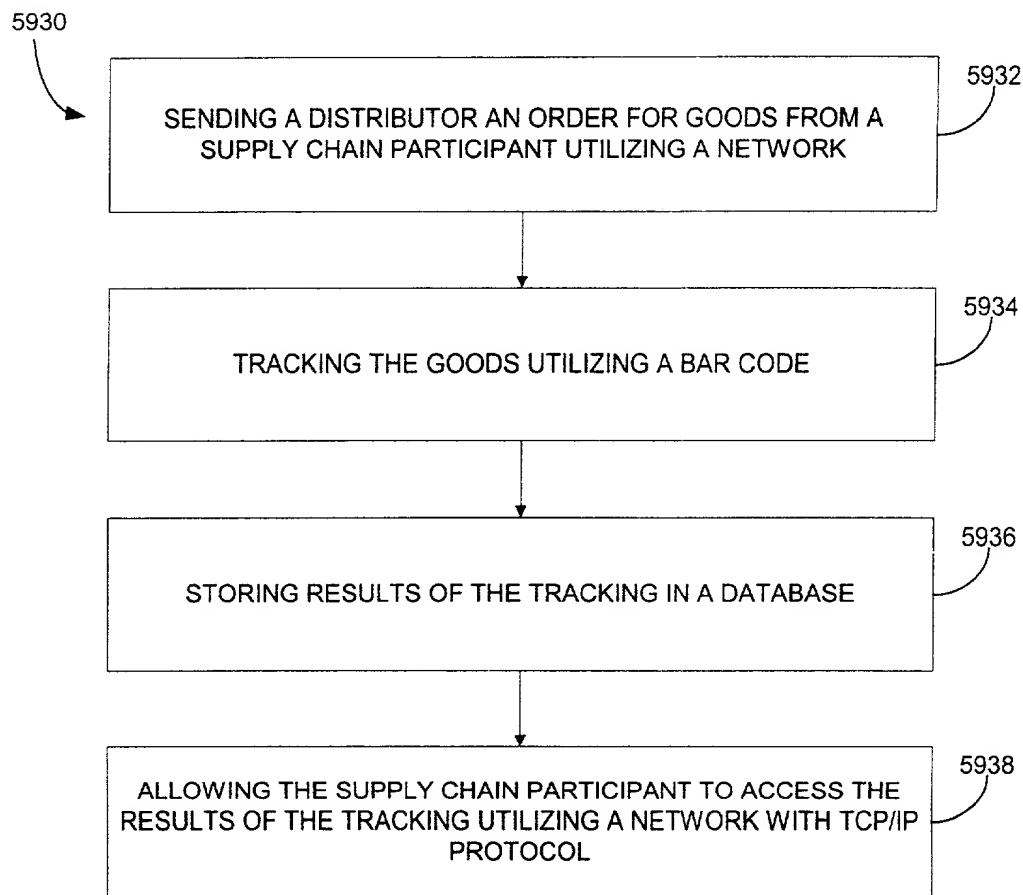 5930
5932
SENDING A DISTRIBUTOR AN ORDER FOR GOODS FROM A
SUPPLY CHAIN PARTICIPANT UTILIZING A NETWORK
5934
TRACKING THE GOODS UTILIZING A BAR CODE
5936
STORING RESULTS OF THE TRACKING IN A DATABASE
5938
ALLOWING THE SUPPLY CHAIN PARTICIPANT TO ACCESS THE
RESULTS OF THE TRACKING UTILIZING A NETWORK WITH TCP/IP
PROTOCOL